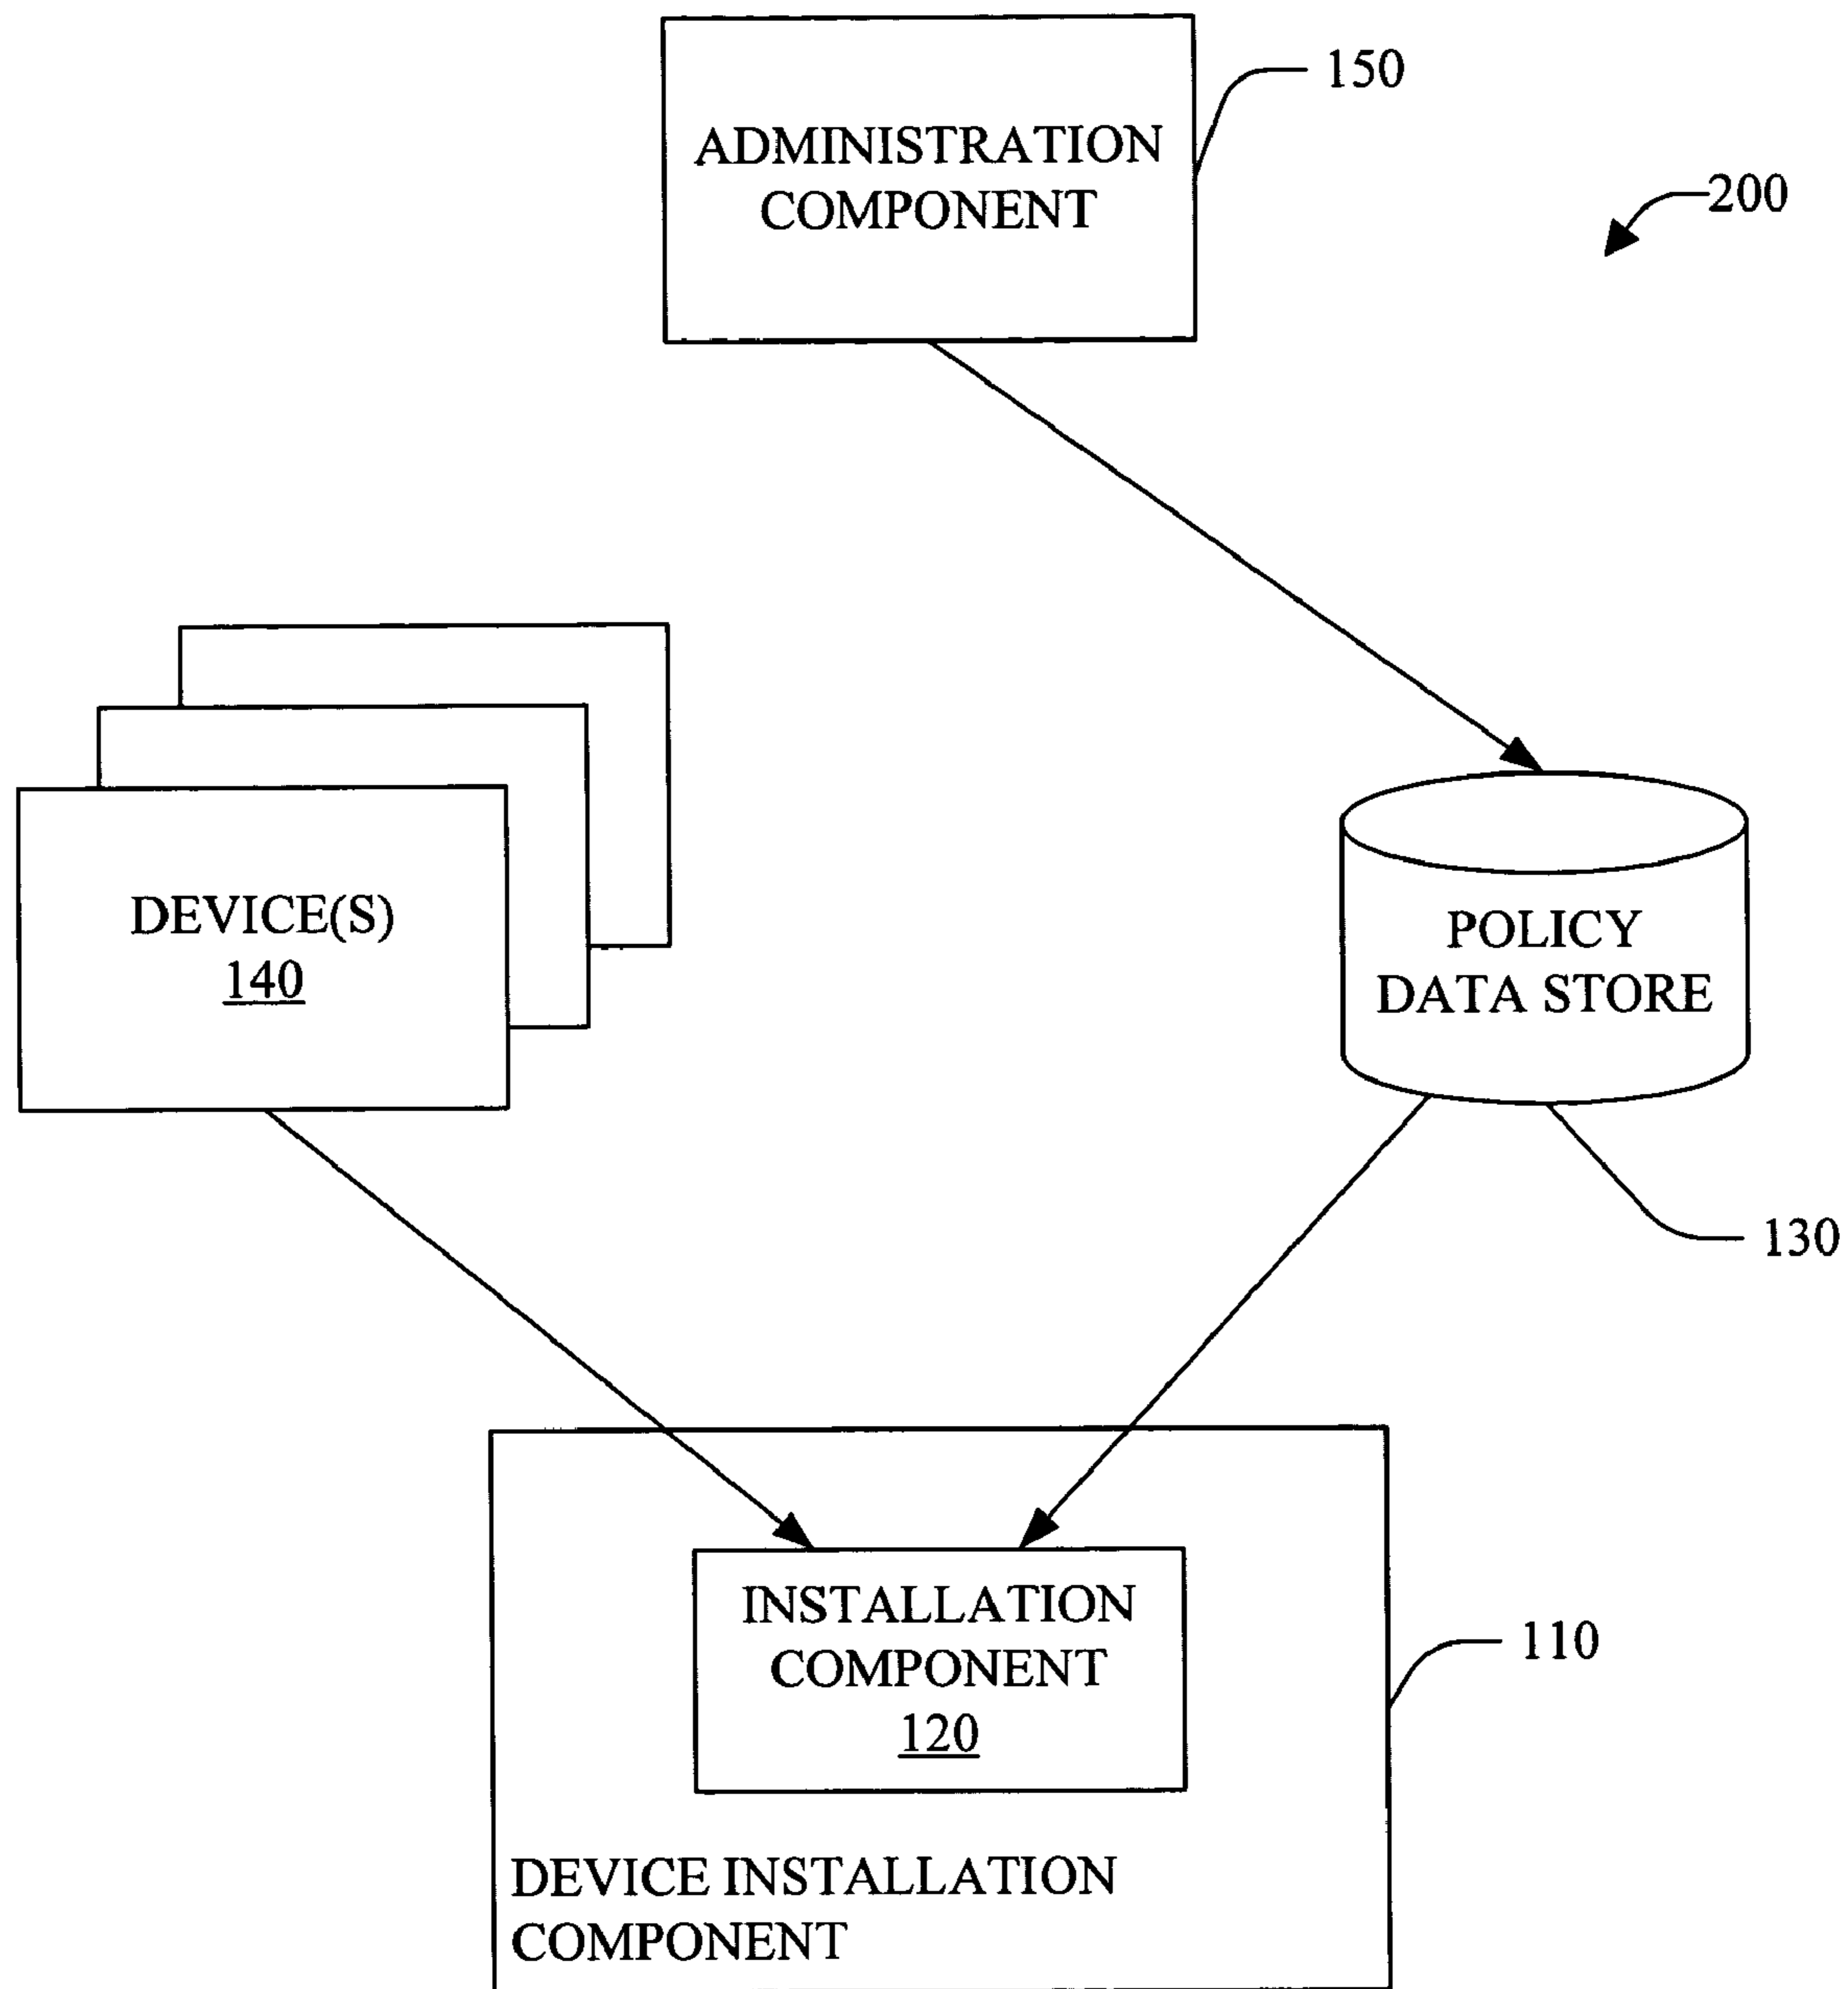 150
ADMINISTRATION
COMPONENT
200
DEVICE(S)
140
POLICY
DATA STORE
130
INSTALLATION
COMPONENT
120
110
DEVICE INSTALLATION
COMPONENT